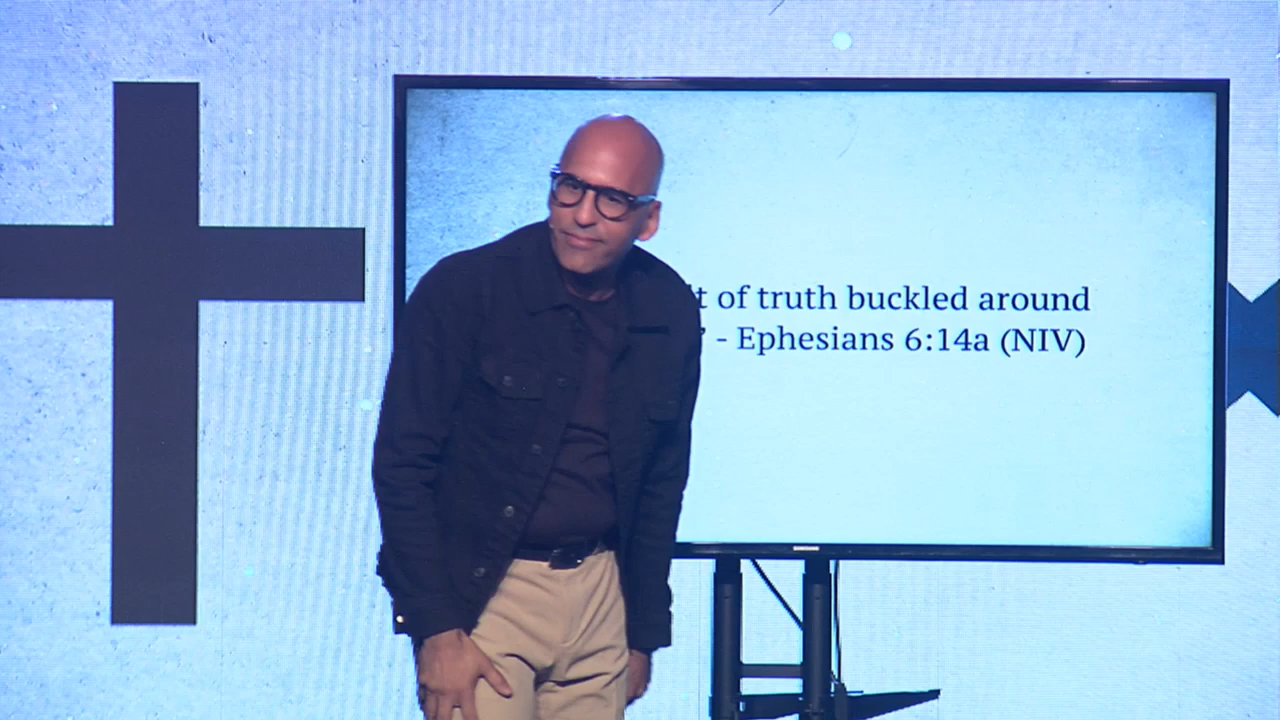 t of truth buckled around
” - Ephesians 6:14a (NIV)